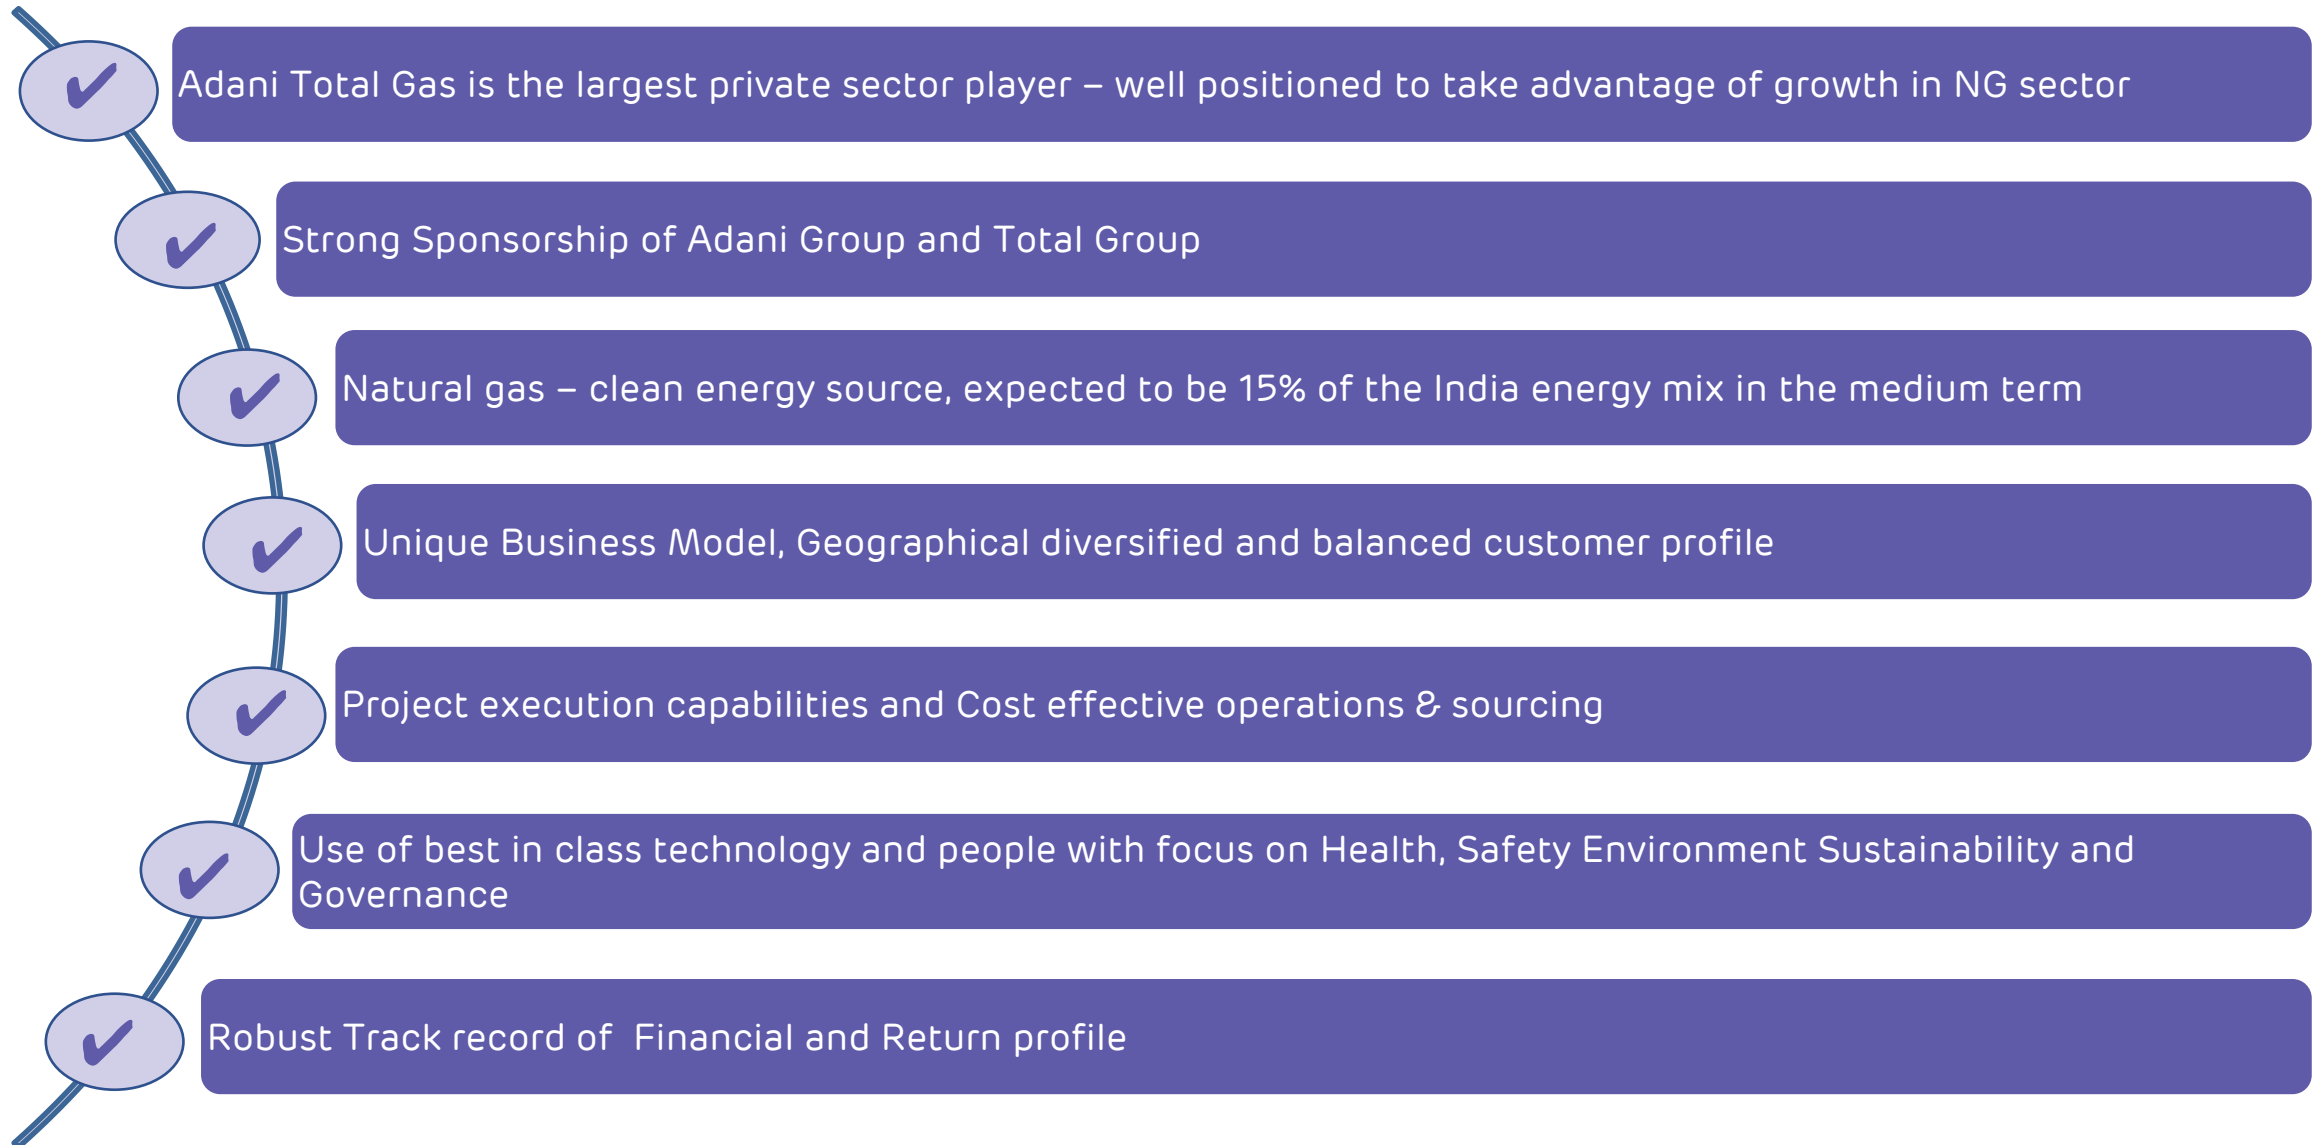 Adani Total Gas is the largest private sector player – well positioned to take advantage of growth in NG sector
Strong Sponsorship of Adani Group and Total Group
Natural gas – clean energy source, expected to be 15% of the India energy mix in the medium term
Unique Business Model, Geographical diversified and balanced customer profile
Project execution capabilities and Cost effective operations & sourcing
Use of best in class technology and people with focus on Health, Safety Environment Sustainability and
Governance
Robust Track record of  Financial and Return profile